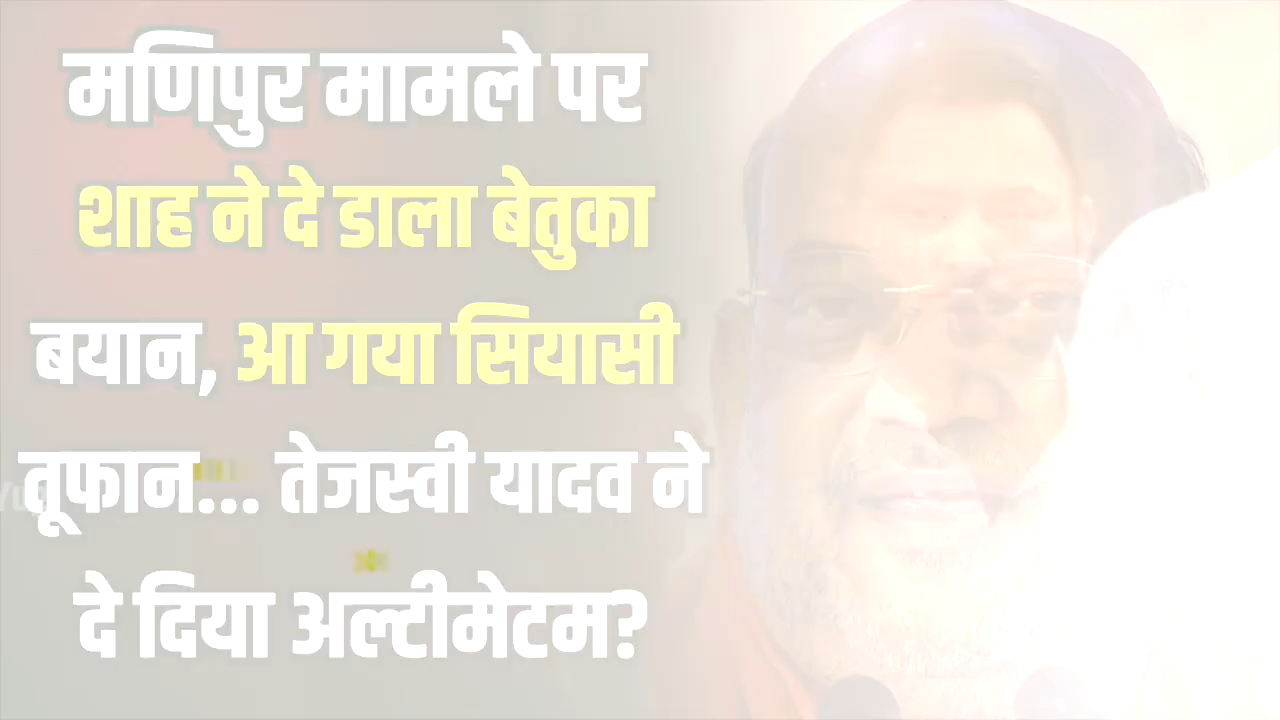 मणिपुर मामले पर
शाह ने दे डाला बेतुका
बयान, आ गया सियासी
तूफान... तेजस्वी यादव ने
दे दिया अल्टीमेटम?